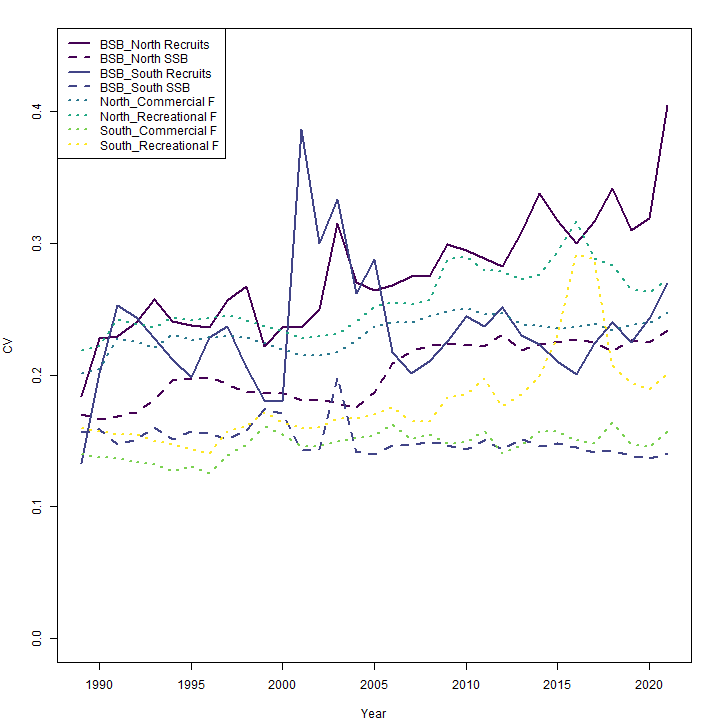 BSB_North Recruits
BSB_North SSB
BSB_South Recruits
BSB_South SSB
North_Commercial F
North_Recreational F
South_Commercial F
South_Recreational F
CV
0.4
0.3
0.2
0.1
0.0
1990 1995 2000 2005 2010 2015 2020
Year